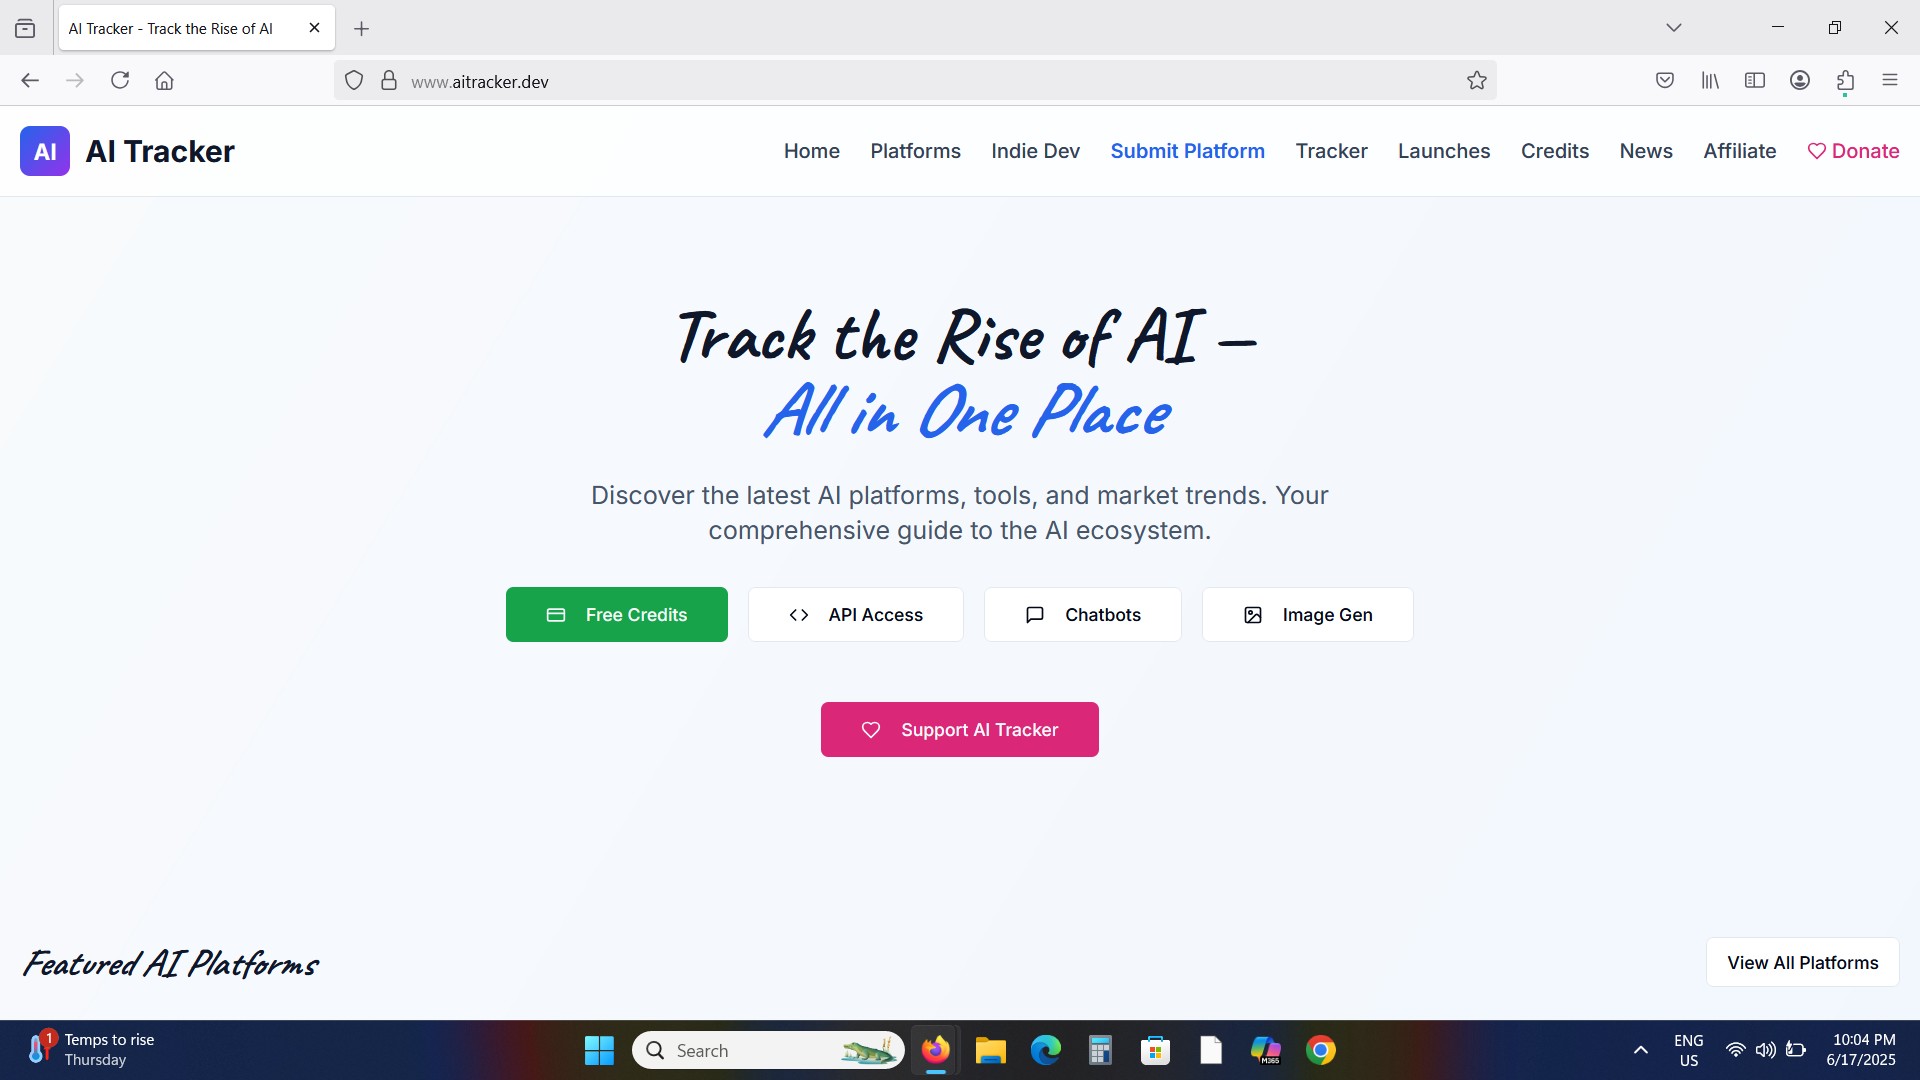 AI Tracker - Track the Rise of AI
www.aitracker.dev
AI
AI Tracker
Home
Platforms
Indie Dev
Submit Platform
Tracker
Launches
Credits
News
Affiliate
Donate
Track the Rise of AI –
All in One Place
Discover the latest AI platforms, tools, and market trends. Your
comprehensive guide to the AI ecosystem.
Free Credits
API Access
Chatbots
Image Gen
Support AI Tracker
Featured AI Platforms
View All Platforms
1
Temps to rise
Thursday
Search
M365
ENG
US
10:04 PM
6/17/2025